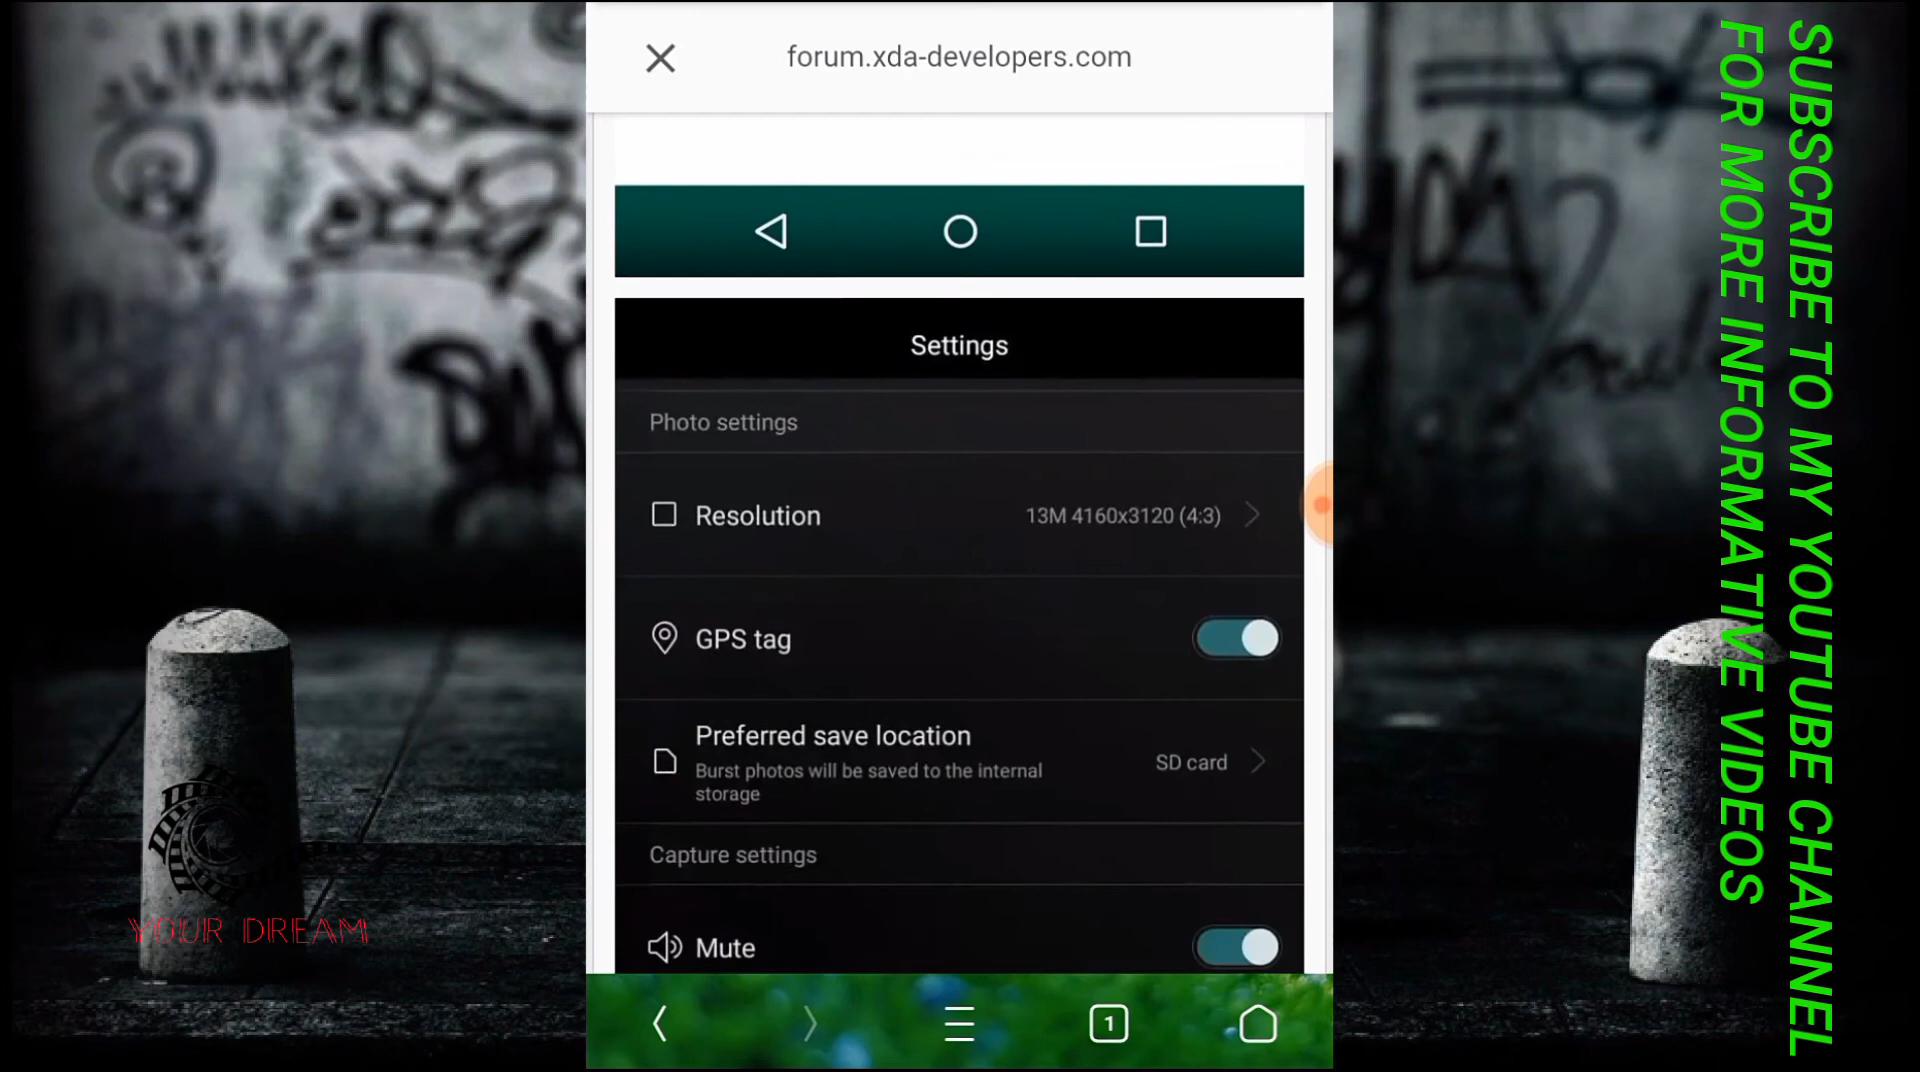 forum.xda-developers.com
Settings
Photo settings
Resolution 13M 4160x3120 (4:3)
GPS tag
Preferred save location
Burst photos will be saved to the internal
storage
SD card
Capture settings
Mute
1
SUBSCRIBE TO MY YOUTUBE CHANNEL
FOR MORE INFORMATIVE VIDEOS
YOUR DREAM